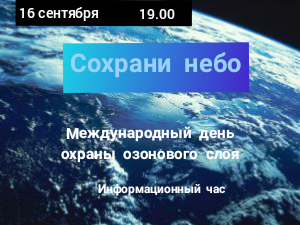 16 сентября 19.00
Сохрани небо
Международный день
охраны озонового слоя
Информационный час